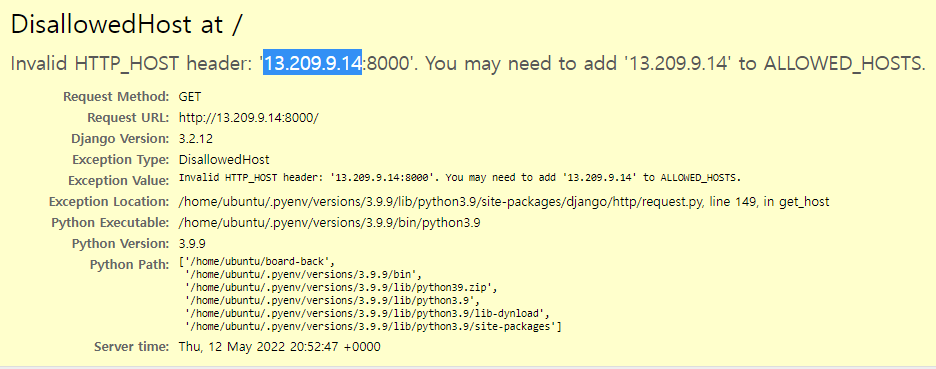 DisallowedHost at /
Invalid HTTP_HOST header: '13.209.9.14:8000'. You may need to add '13.209.9.14' to ALLOWED_HOSTS.
Request Method: GET
Request URL: http://13.209.9.14:8000/
Django Version: 3.2.12
Exception Type: DisallowedHost
Exception Value: Invalid HTTP_HOST header: '13.209.9.14:8000'. You may need to add '13.209.9.14' to ALLOWED_HOSTS.
Exception Location: /home/ubuntu/.pyenv/versions/3.9.9/lib/python3.9/site-packages/django/http/request.py, line 149, in get_host
Python Executable: /home/ubuntu/.pyenv/versions/3.9.9/bin/python3.9
Python Version: 3.9.9
Python Path: ['/home/ubuntu/board-back',
'/home/ubuntu/.pyenv/versions/3.9.9/bin',
'/home/ubuntu/.pyenv/versions/3.9.9/lib/python39.zip',
'/home/ubuntu/.pyenv/versions/3.9.9/lib/python3.9',
'/home/ubuntu/.pyenv/versions/3.9.9/lib/python3.9/lib-dynload',
'/home/ubuntu/.pyenv/versions/3.9.9/lib/python3.9/site-packages']
Server time: Thu, 12 May 2022 20:52:47 +0000